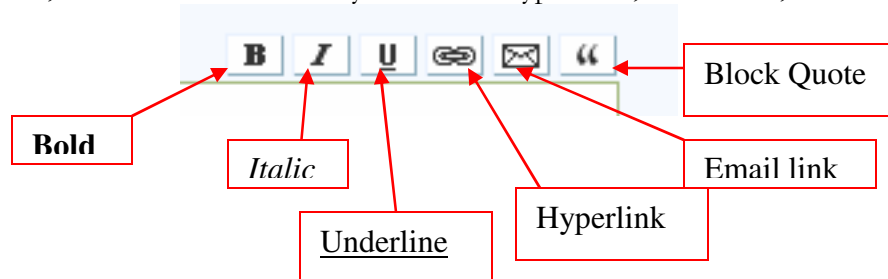 B I U “
Block Quote
Bold
Italic
Email link
Hyperlink
Underline